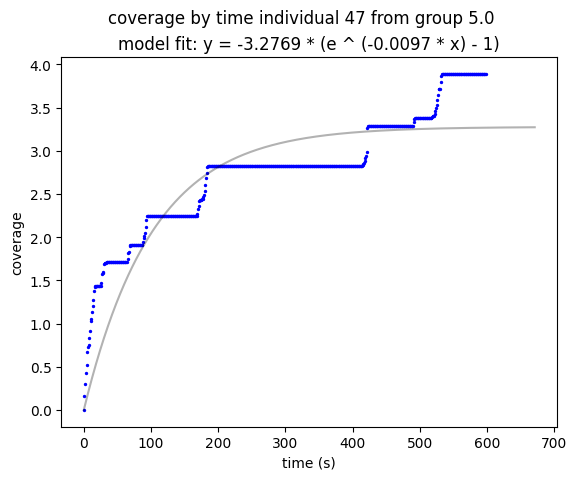 coverage by time individual 47 from group 5.0
model fit: y = -3.2769 * (e ^ (-0.0097 * x) - 1)
4.0
3.5
3.0
2.5
2.0
1.5
1.0
0.5
0.0
coverage
0 100 200 300 400 500 600 700
time (s)